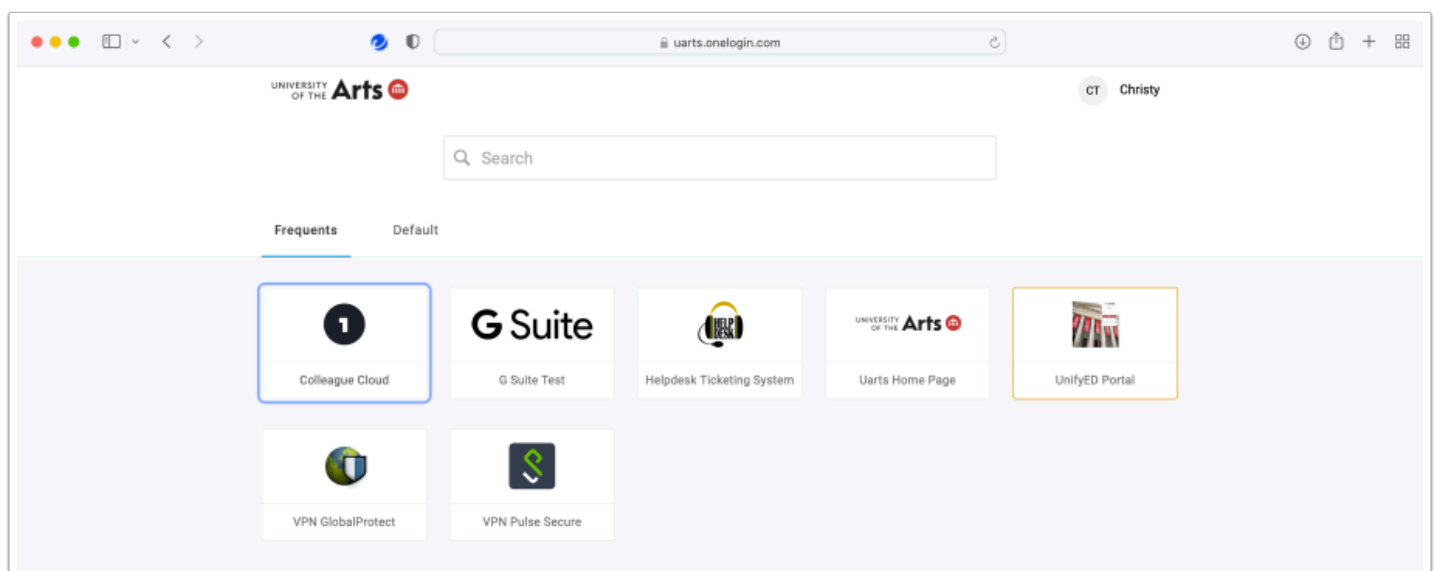 uarts.onelogin.com
UNIVERSITY
OF THE Arts
CT Christy
Search
Frequents Default
1
G Suite
HELP
DESK
UNIVERSITY
OF THE Arts
Colleague Cloud
G Suite Test
Helpdesk Ticketing System
Uarts Home Page
UnifyED Portal
VPN GlobalProtect
VPN Pulse Secure